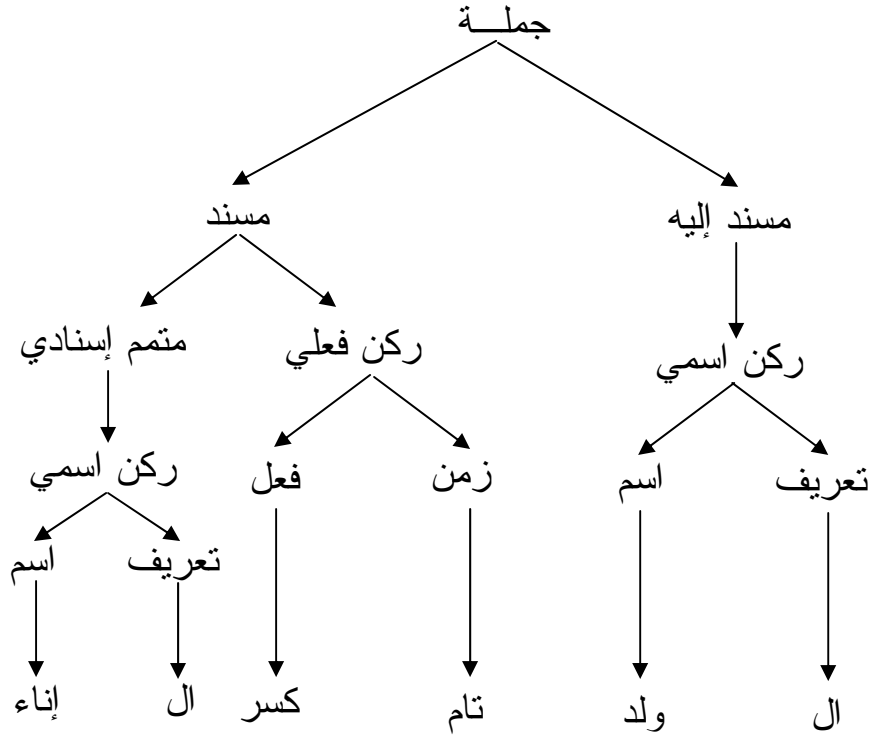 جملـــة
مسند إليه مسند
ركن اسمي ركن فعلي متمم إسنادي
تعريف اسم زمن فعل ركن اسمي
تعريف اسم
ال ولد تام كسر ال إناء